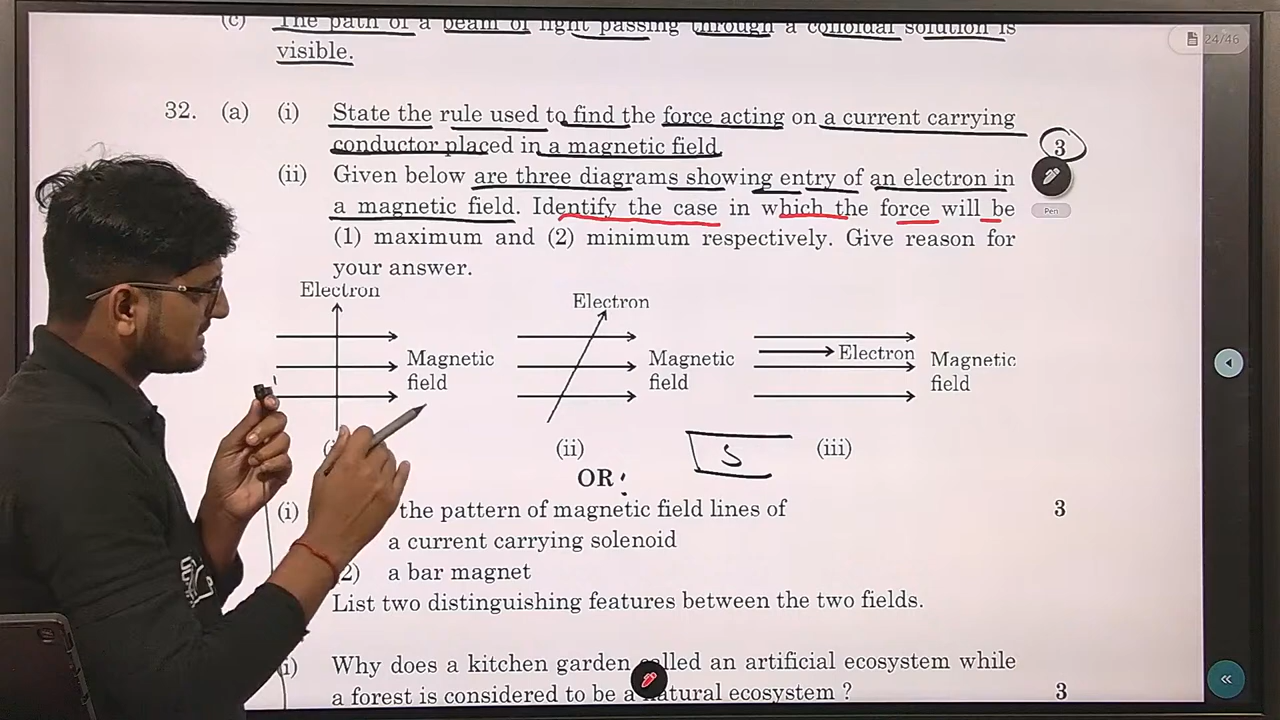 (c) The path of a beam of light passing through a colloidal solution is
visible.
24/46
32. (a) (i) State the rule used to find the force acting on a current carrying
conductor placed in a magnetic field.
3
(ii) Given below are three diagrams showing entry of an electron in
a magnetic field. Identify the case in which the force will be
Pen
(1) maximum and (2) minimum respectively. Give reason for
your answer.
Electron
Magnetic
field
Electron
Magnetic
field
(ii)
Electron
Magnetic
field
(iii)
S
OR
(i) the pattern of magnetic field lines of 3
a current carrying solenoid
2) a bar magnet
List two distinguishing features between the two fields.
i) Why does a kitchen garden called an artificial ecosystem while
a forest is considered to be a natural ecosystem ? 3